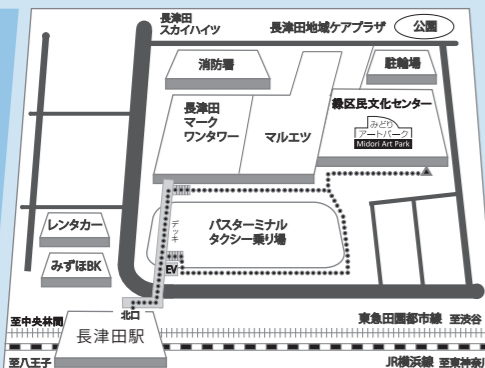 長津田
スカイハイツ
長津田地域ケアプラザ
公園
消防署
駐輪場
長津田
マーク
ワンタワー
マルエツ
緑区民文化センター
みどり
アートパーク
Midori Art Park
レンタカー
みずほBK
デッキ
バスターミナル
タクシー乗り場
EV
北口
至中央林間
長津田駅
東急田園都市線 至渋谷
至八王子
JR横浜線 至東神奈川